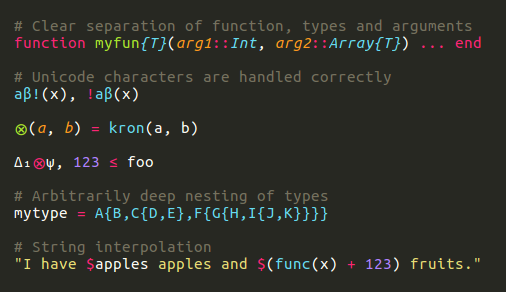 # Clear separation of function, types and arguments
function myfun{T}(arg1::Int, arg2::Array{T}) ... end
# Unicode characters are handled correctly
aβ!(x), !aβ(x)
⊗(a, b) = kron(a, b)
Δ₁⊗ψ, 123 ≤ foo
# Arbitrarily deep nesting of types
mytype = A{B,C{D,E},F{G{H,I{J,K}}}}
# String interpolation
"I have $apples apples and $(func(x) + 123) fruits."